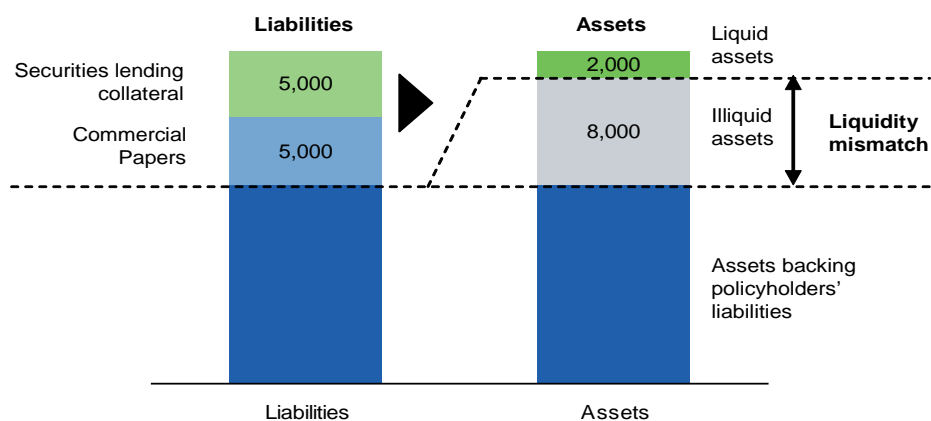 Liabilities
Assets
Securities lending
collateral
5,000
2,000
Liquid
assets
Commercial
Papers
5,000
8,000
Illiquid
assets
Liquidity
mismatch
Assets backing
policyholders’
liabilities
Liabilities
Assets